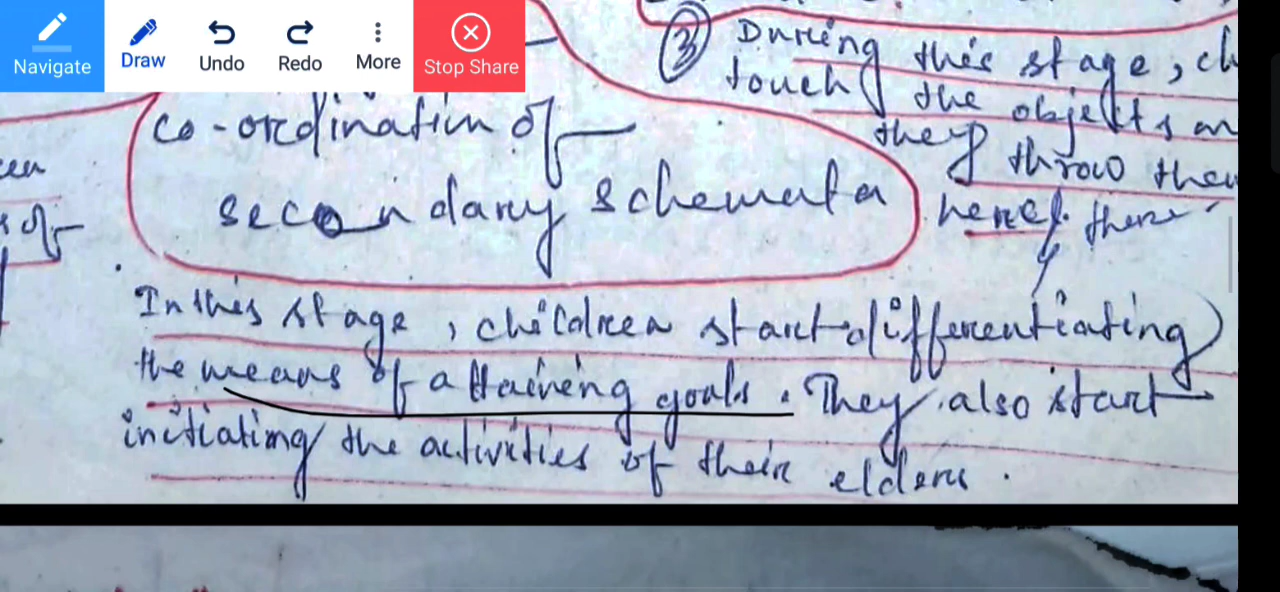 Navigate
Draw
Undo
Redo
More
Stop Share
③ During this stage, ch
touch the objects an
they throw them
here & there
co-ordination of
secondary schemata
s of
In this stage, children start differentiating
the means of attaining goals. They also start
initiating the activities of their elders.